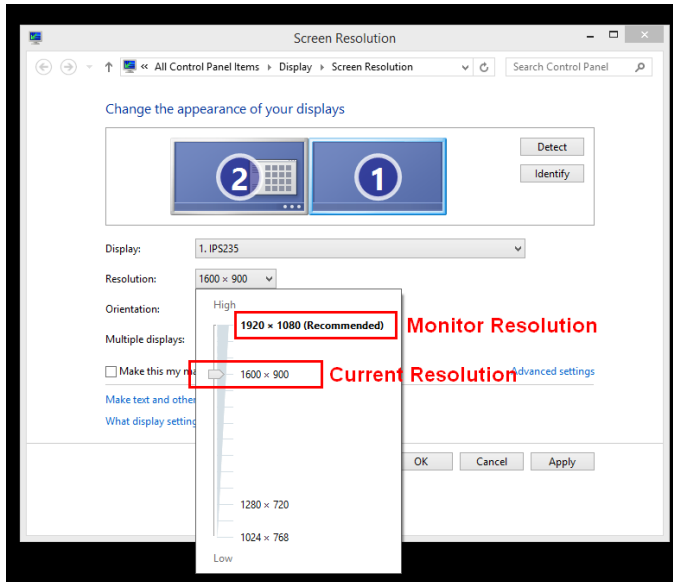 Screen Resolution
« All Control Panel Items Display Screen Resolution
Search Control Panel
Change the appearance of your displays
2
1
Detect
Identify
Display: 1. IPS235
Resolution: 1600 × 900
Orientation:
High
1920 × 1080 (Recommended) Monitor Resolution
Multiple displays:
Make this my ma
1600 × 900 Current Resolution
Advanced settings
Make text and other
What display setting
OK Cancel Apply
1280 × 720
1024 × 768
Low